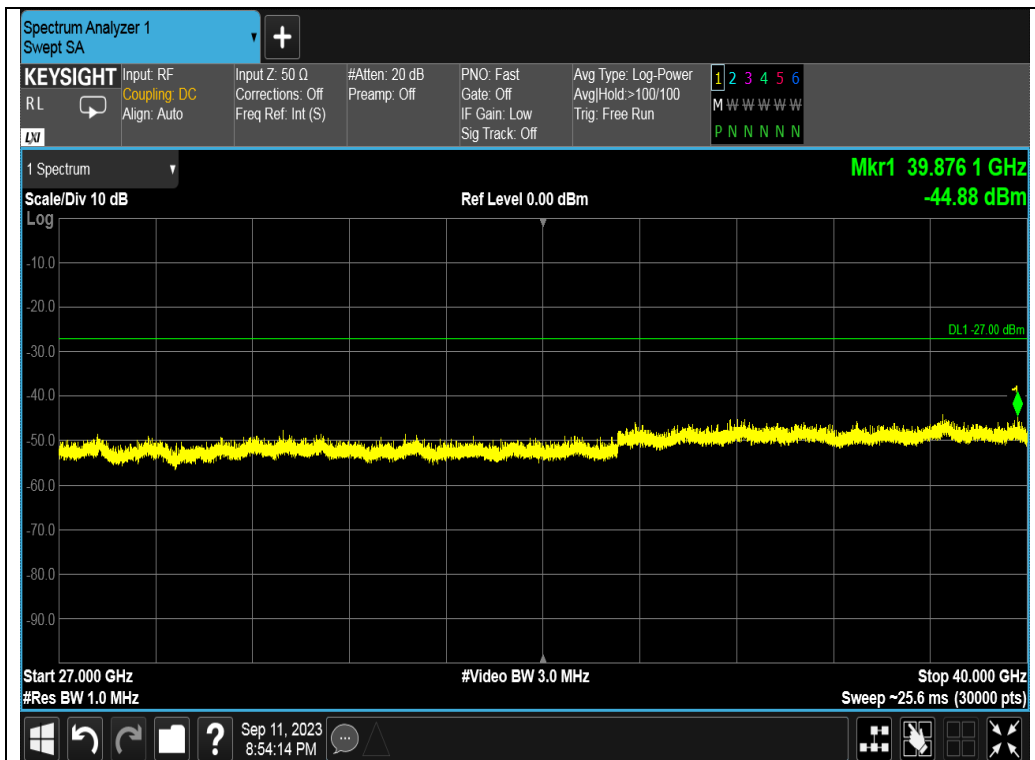 Spectrum Analyzer 1
Swept SA
+
KEYSIGHT
RL
LXI
Input: RF
Coupling: DC
Align: Auto
Input Z: 50 Ω
Corrections: Off
Freq Ref: Int (S)
#Atten: 20 dB
Preamp: Off
PNO: Fast
Gate: Off
IF Gain: Low
Sig Track: Off
Avg Type: Log-Power
Avg|Hold:>100/100
Trig: Free Run
1 2 3 4 5 6
M W W W W W
P N N N N N
1 Spectrum
Mkr1 39.876 1 GHz
-44.88 dBm
Scale/Div 10 dB
Ref Level 0.00 dBm
Log
-10.0
-20.0
DL1 -27.00 dBm
-30.0
-40.0
1
-50.0
-60.0
-70.0
-80.0
-90.0
Start 27.000 GHz
#Video BW 3.0 MHz
Stop 40.000 GHz
#Res BW 1.0 MHz
Sweep ~25.6 ms (30000 pts)
?
Sep 11, 2023
8:54:14 PM